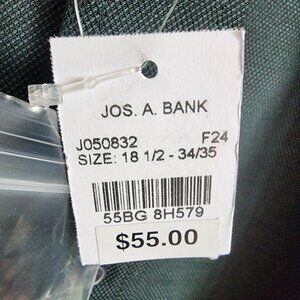 JOS. A. BANK
J050832 F24
SIZE: 18 1/2 - 34/35
55BG 8H579
$55.00